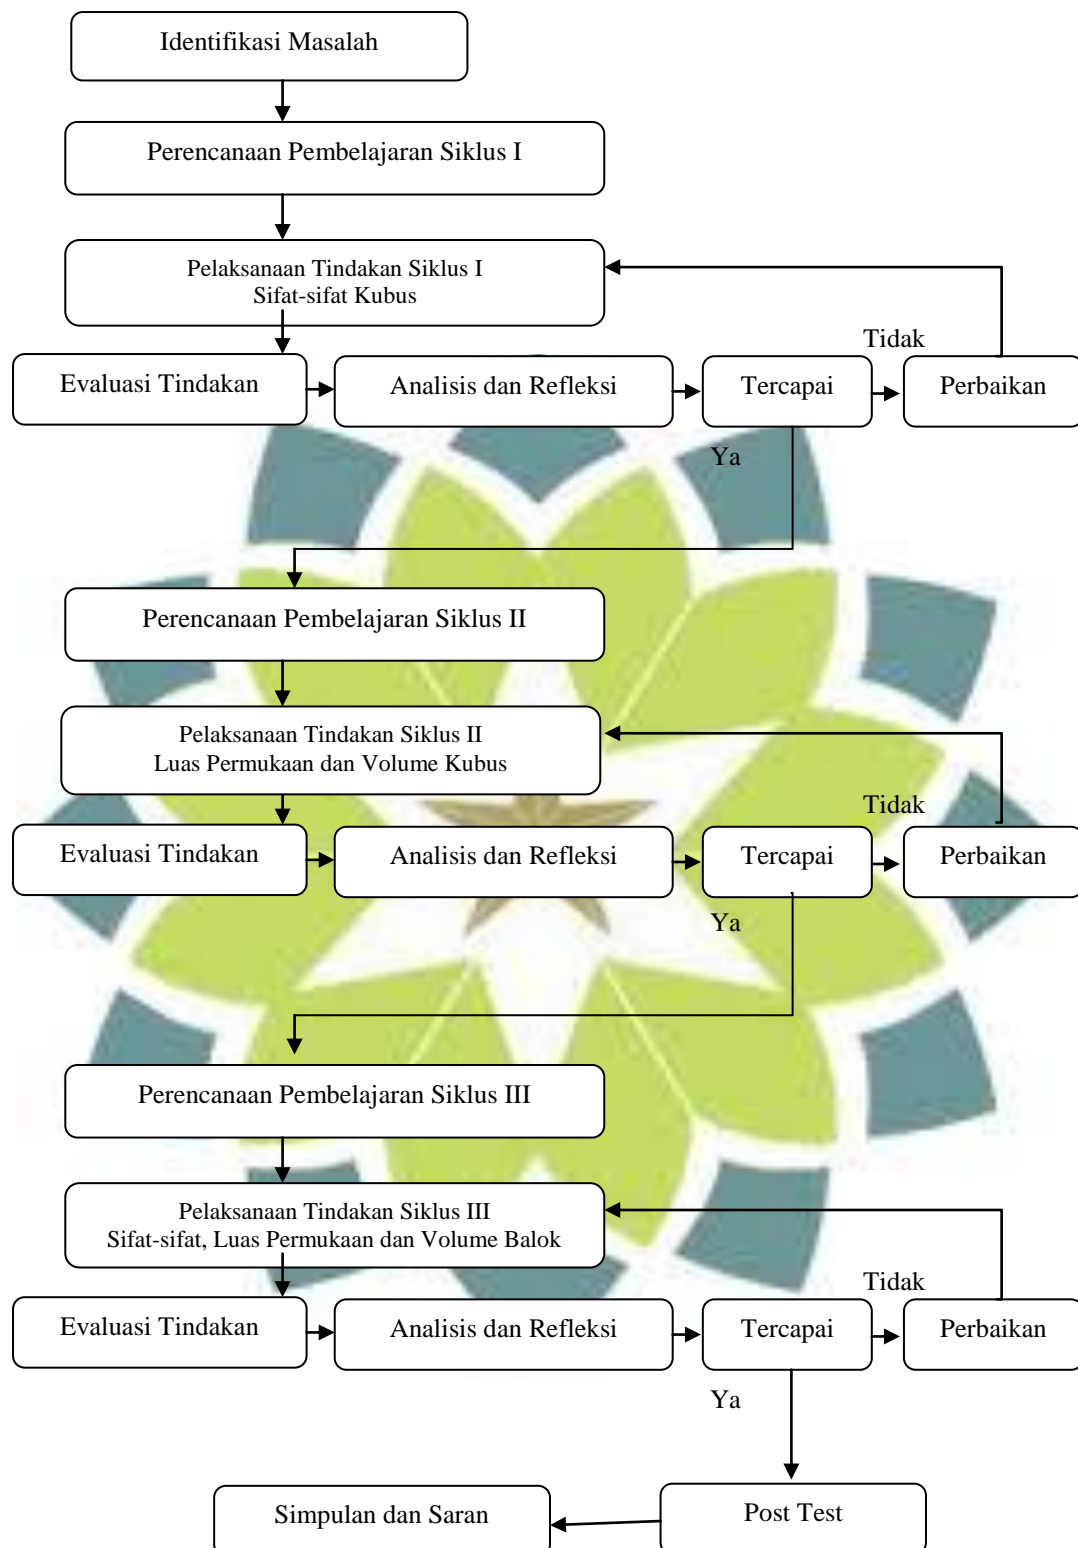 Identifikasi Masalah
Perencanaan Pembelajaran Siklus I
Pelaksanaan Tindakan Siklus I
Sifat-sifat Kubus
Tidak
Evaluasi Tindakan
Analisis dan Refleksi
Tercapai
Perbaikan
Ya
Perencanaan Pembelajaran Siklus II
Pelaksanaan Tindakan Siklus II
Luas Permukaan dan Volume Kubus
Tidak
Evaluasi Tindakan
Analisis dan Refleksi
Tercapai
Perbaikan
Ya
Perencanaan Pembelajaran Siklus III
Pelaksanaan Tindakan Siklus III
Sifat-sifat, Luas Permukaan dan Volume Balok
Tidak
Evaluasi Tindakan
Analisis dan Refleksi
Tercapai
Perbaikan
Ya
Post Test
Simpulan dan Saran